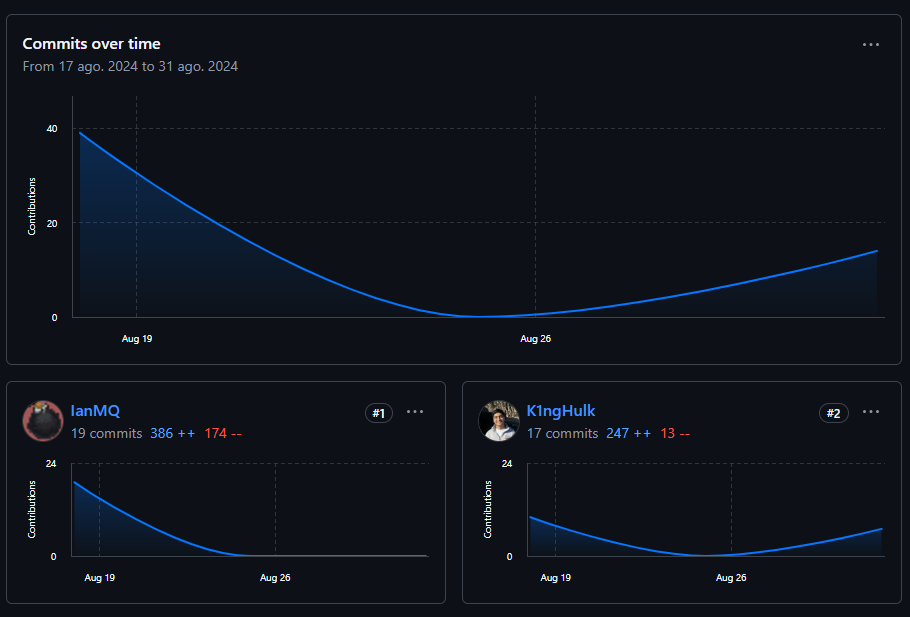 Commits over time
From 17 ago. 2024 to 31 ago. 2024
40
20
0
Contributions
Aug 19
Aug 26
IanMQ
#1
19 commits 386 ++ 174 --
24
0
Contributions
Aug 19
Aug 26
K1ngHulk
#2
17 commits 247 ++ 13 --
24
0
Contributions
Aug 19
Aug 26